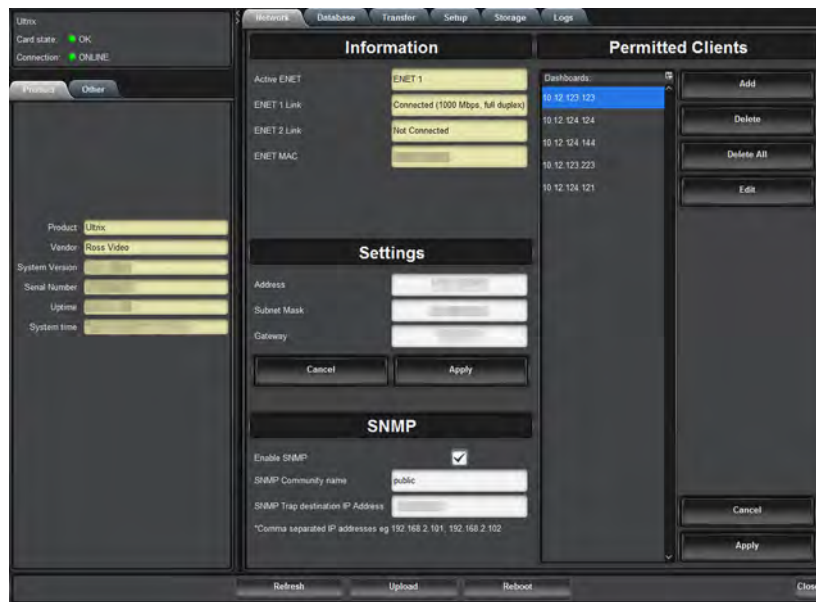 Ultrix
Card state: OK
Connection: ONLINE
Product Other
Product Ultrix
Vendor Ross Video
System Version
Serial Number
Uptime
System time
Network Database Transfer Setup Storage Logs
Information
Active ENET ENET 1
ENET 1 Link Connected (1000 Mbps, full duplex)
ENET 2 Link Not Connected
ENET MAC
Settings
Address
Subnet Mask
Gateway
Cancel Apply
SNMP
Enable SNMP
SNMP Community name public
SNMP Trap destination IP Address
*Comma separated IP addresses eg 192.168.2.101, 192.168.2.102
Permitted Clients
Dashboards:
10.12.123.123
10.12.124.124
10.12.124.144
10.12.123.223
10.12.124.121
Add
Delete
Delete All
Edit
Cancel
Apply
Refresh Upload Reboot Close